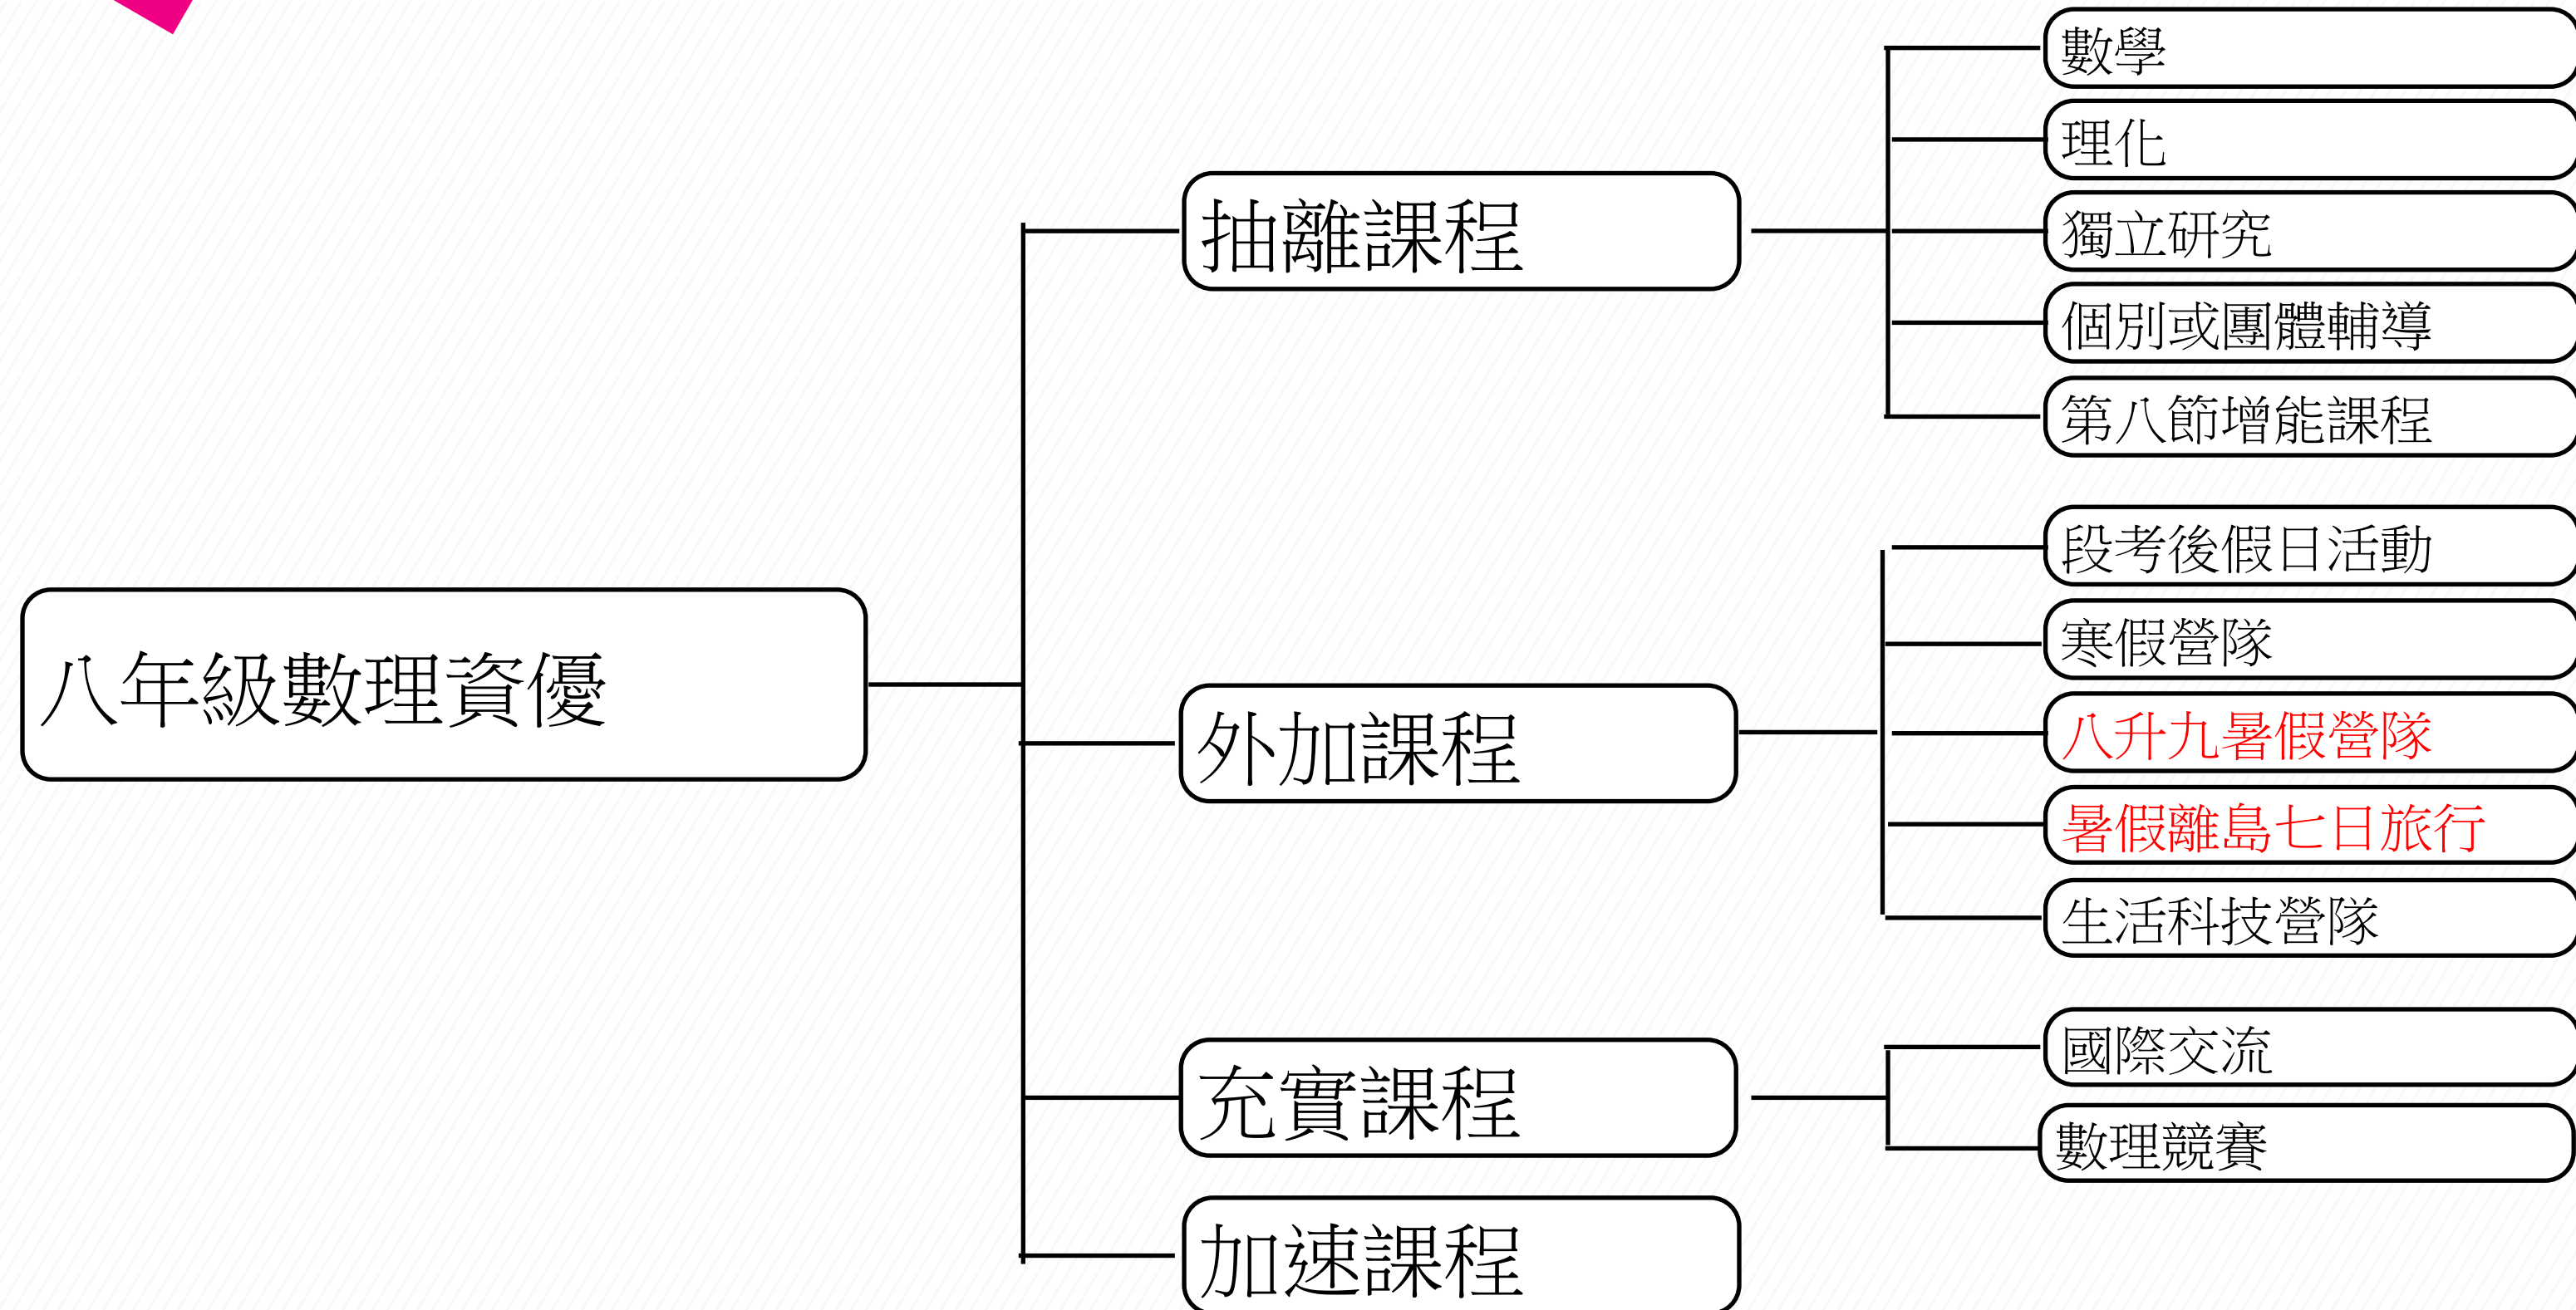 八年級數理資優
抽離課程
數學
理化
獨立研究
個別或團體輔導
第八節增能課程
外加課程
段考後假日活動
寒假營隊
八升九暑假營隊
暑假離島七日旅行
生活科技營隊
充實課程
國際交流
數理競賽
加速課程